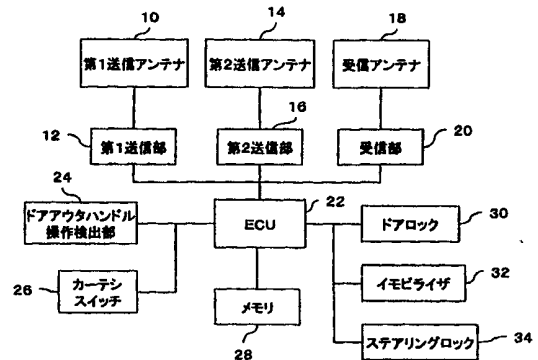 10
14
18
第1送信アンテナ
第2送信アンテナ
受信アンテナ
12
16
20
第1送信部
第2送信部
受信部
24
22
ドアアウタハンドル
操作検出部
ECU
ドアロック
30
26
カーテシ
スイッチ
メモリ
28
イモビライザ
32
ステアリングロック
34